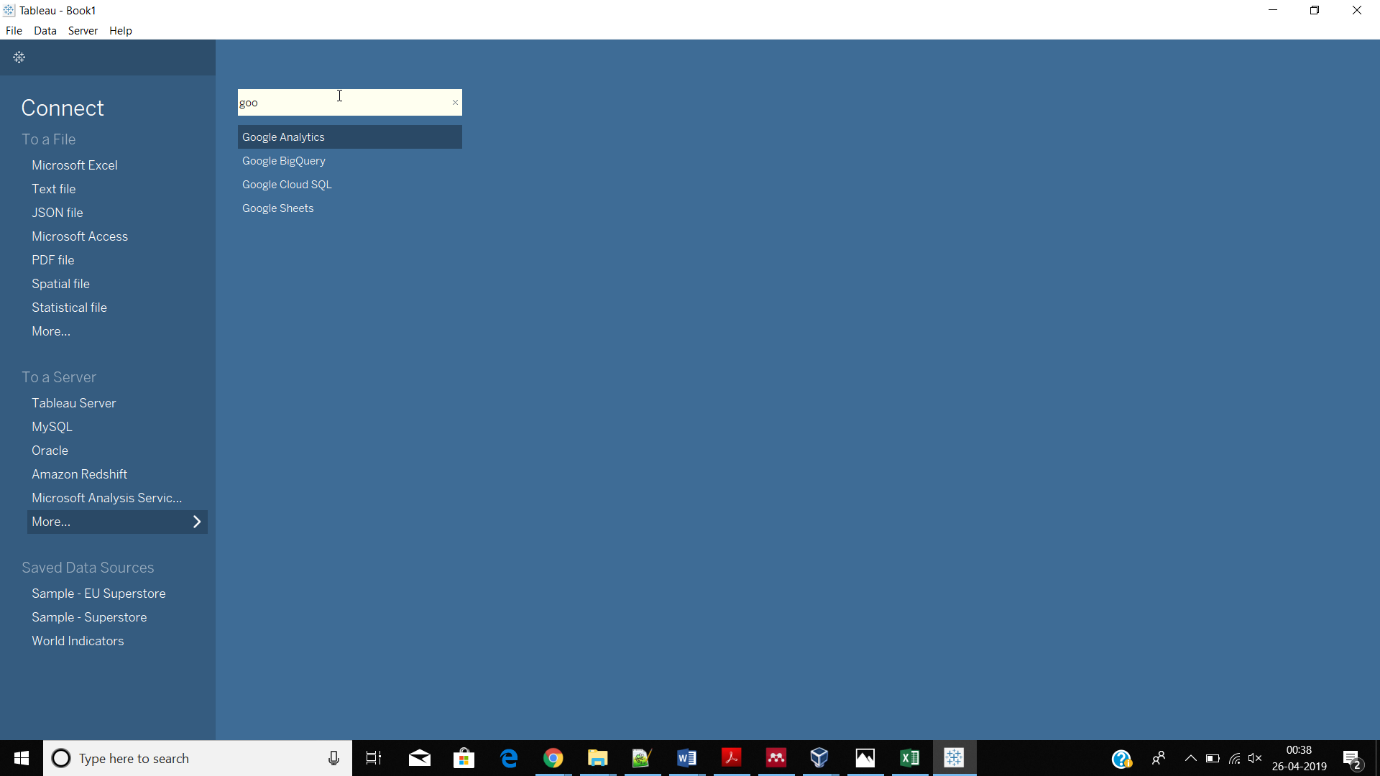 Tableau - Book1
File Data Server Help
Connect
To a File
Microsoft Excel
Text file
JSON file
Microsoft Access
PDF file
Spatial file
Statistical file
More...
To a Server
Tableau Server
MySQL
Oracle
Amazon Redshift
Microsoft Analysis Servic...
More...
Saved Data Sources
Sample - EU Superstore
Sample - Superstore
World Indicators
goo
Google Analytics
Google BigQuery
Google Cloud SQL
Google Sheets
Type here to search
00:38
26-04-2019
2